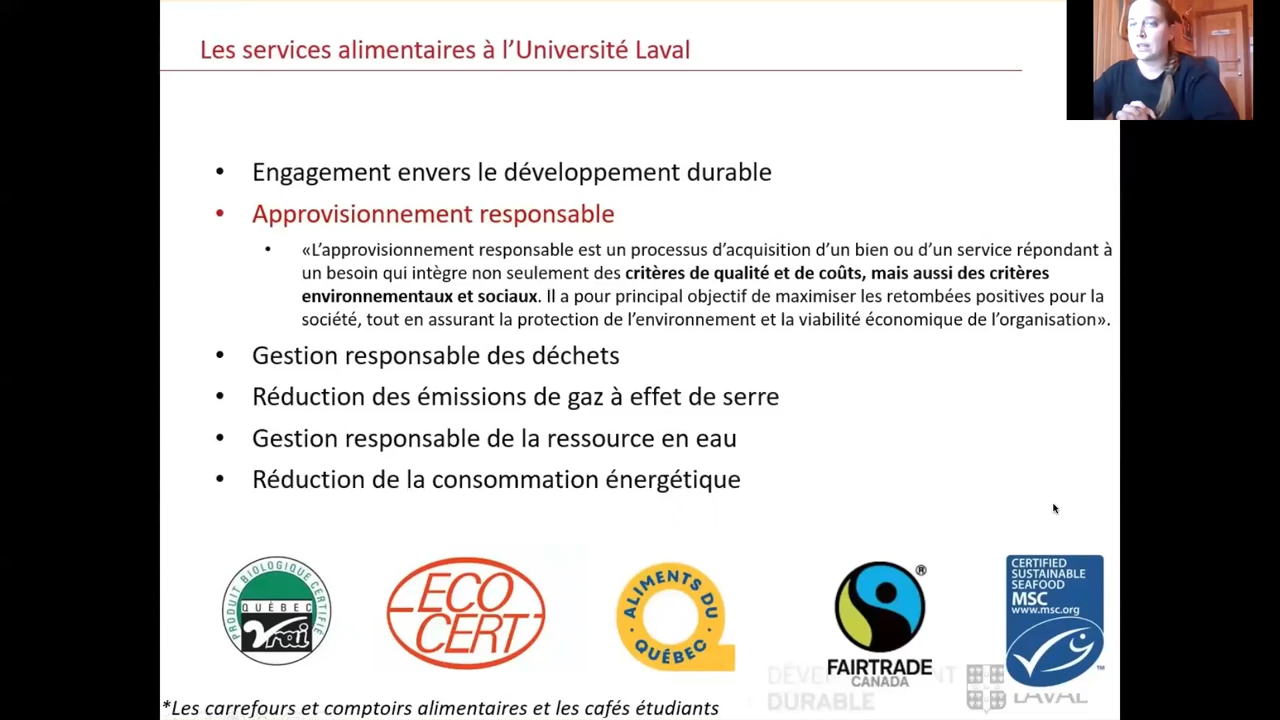 Les services alimentaires à l'Université Laval
• Engagement envers le développement durable
• Approvisionnement responsable
• «L'approvisionnement responsable est un processus d'acquisition d'un bien ou d'un service répondant à
un besoin qui intègre non seulement des critères de qualité et de coûts, mais aussi des critères
environnementaux et sociaux. Il a pour principal objectif de maximiser les retombées positives pour la
société, tout en assurant la protection de l'environnement et la viabilité économique de l'organisation».
• Gestion responsable des déchets
• Réduction des émissions de gaz à effet de serre
• Gestion responsable de la ressource en eau
• Réduction de la consommation énergétique
PRODUIT BIOLOGIQUE CERTIFIÉ
QUÉBEC
Vrai
ECO
CERT
ALIMENTS DU
QUÉBEC
®
FAIRTRADE
CANADA
CERTIFIED
SUSTAINABLE
SEAFOOD
MSC
www.msc.org
TM
DURABLE
LAVAL
*Les carrefours et comptoirs alimentaires et les cafés étudiants